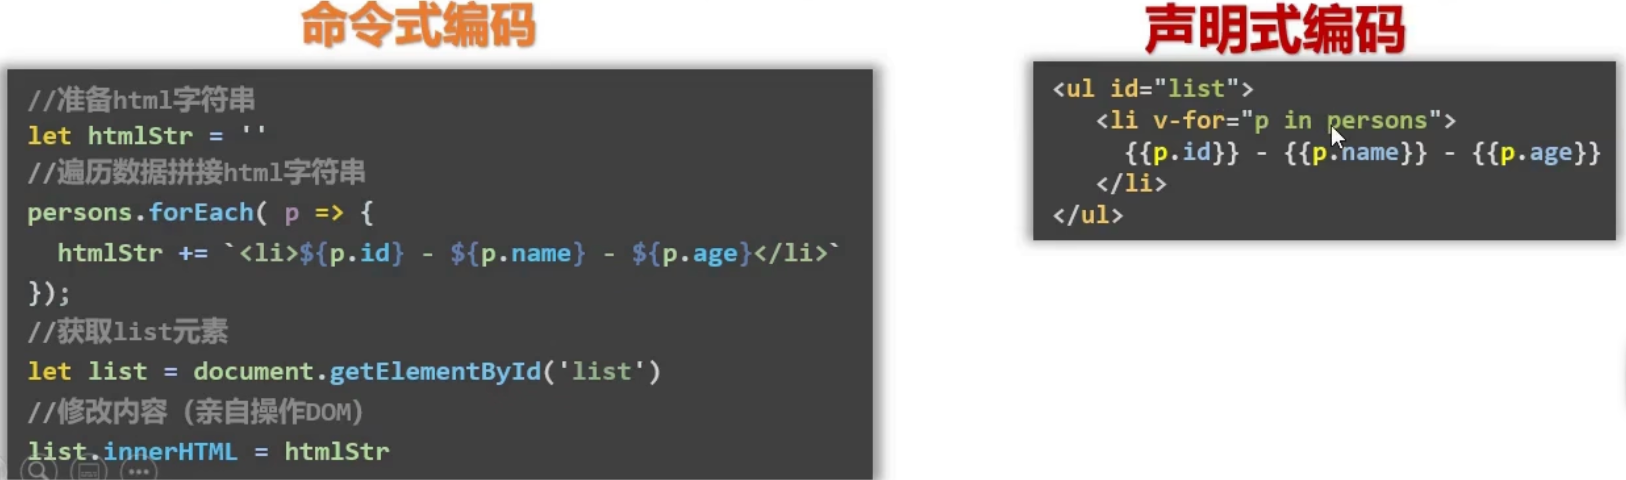 命令式编码
//准备html字符串
let htmlStr = ''
//遍历数据拼接html字符串
persons.forEach( p => {
  htmlStr += `<li>${p.id} - ${p.name} - ${p.age}</li>`
});
//获取list元素
let list = document.getElementById('list')
//修改内容（亲自操作DOM）
list.innerHTML = htmlStr
声明式编码
<ul id="list">
   <li v-for="p in persons">
     {{p.id}} - {{p.name}} - {{p.age}}
   </li>
</ul>